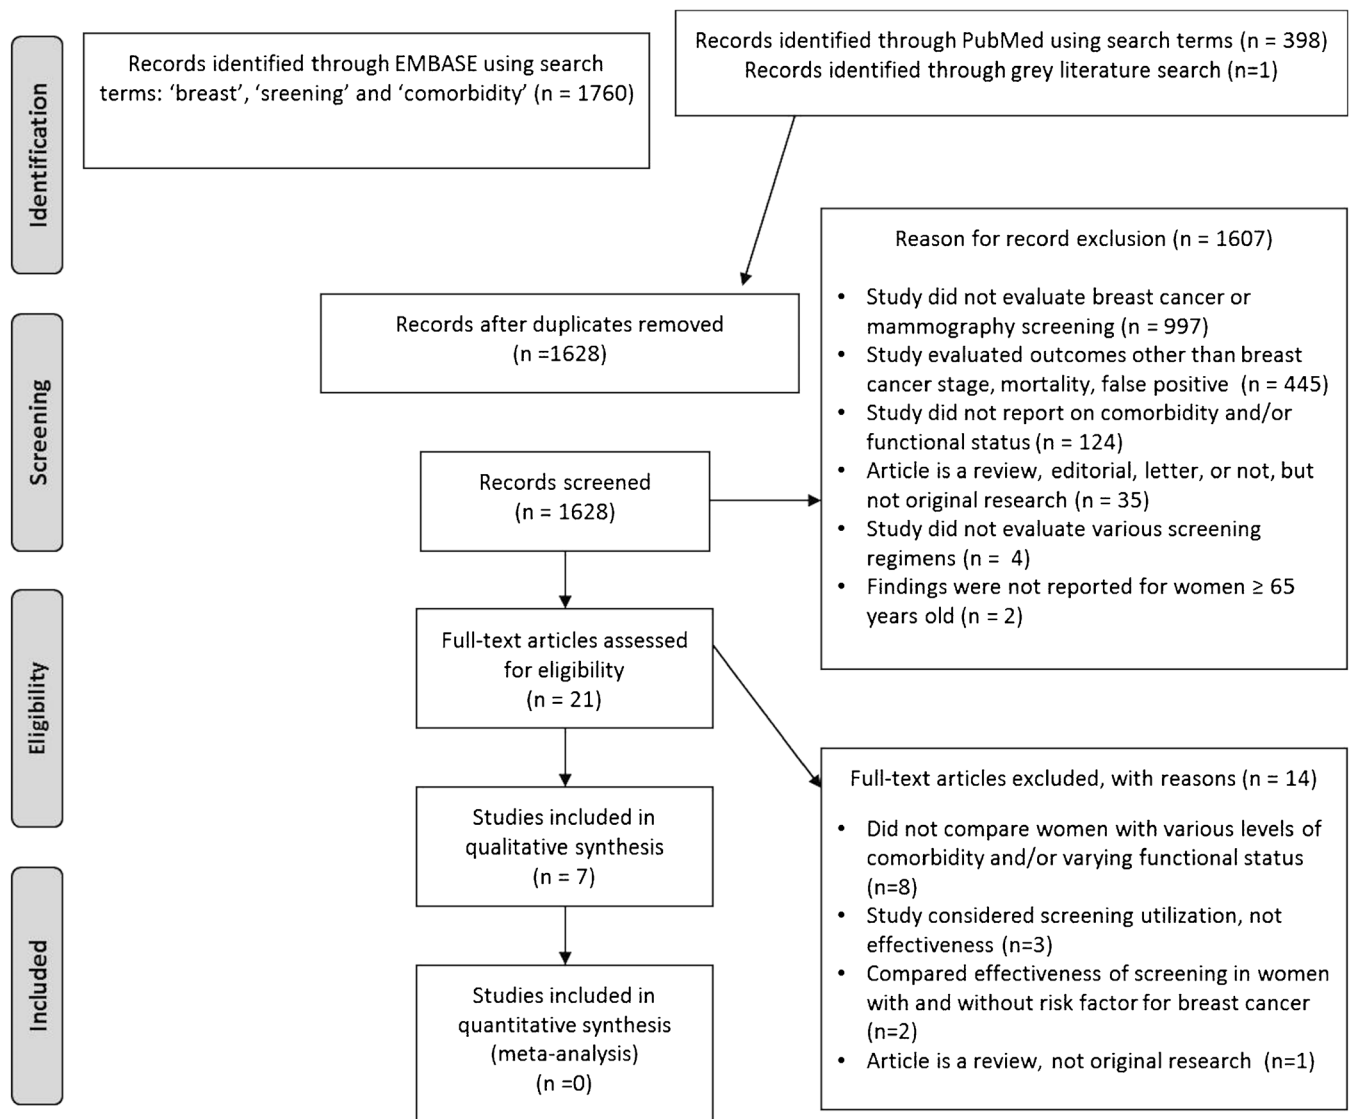 Identification
Records identified through EMBASE using search
terms: ‘breast’, ‘sreening’ and ‘comorbidity’ (n = 1760)
Records identified through PubMed using search terms (n = 398)
Records identified through grey literature search (n=1)
Screening
Records after duplicates removed
(n =1628)
Records screened
(n = 1628)
Reason for record exclusion (n = 1607)
• Study did not evaluate breast cancer or
mammography screening (n = 997)
• Study evaluated outcomes other than breast
cancer stage, mortality, false positive (n = 445)
• Study did not report on comorbidity and/or
functional status (n = 124)
• Article is a review, editorial, letter, or not, but
not original research (n = 35)
• Study did not evaluate various screening
regimens (n = 4)
• Findings were not reported for women ≥ 65
years old (n = 2)
Eligibility
Full-text articles assessed
for eligibility
(n = 21)
Full-text articles excluded, with reasons (n = 14)
• Did not compare women with various levels of
comorbidity and/or varying functional status
(n=8)
• Study considered screening utilization, not
effectiveness (n=3)
• Compared effectiveness of screening in women
with and without risk factor for breast cancer
(n=2)
• Article is a review, not original research (n=1)
Studies included in
qualitative synthesis
(n = 7)
Included
Studies included in
quantitative synthesis
(meta-analysis)
(n =0)